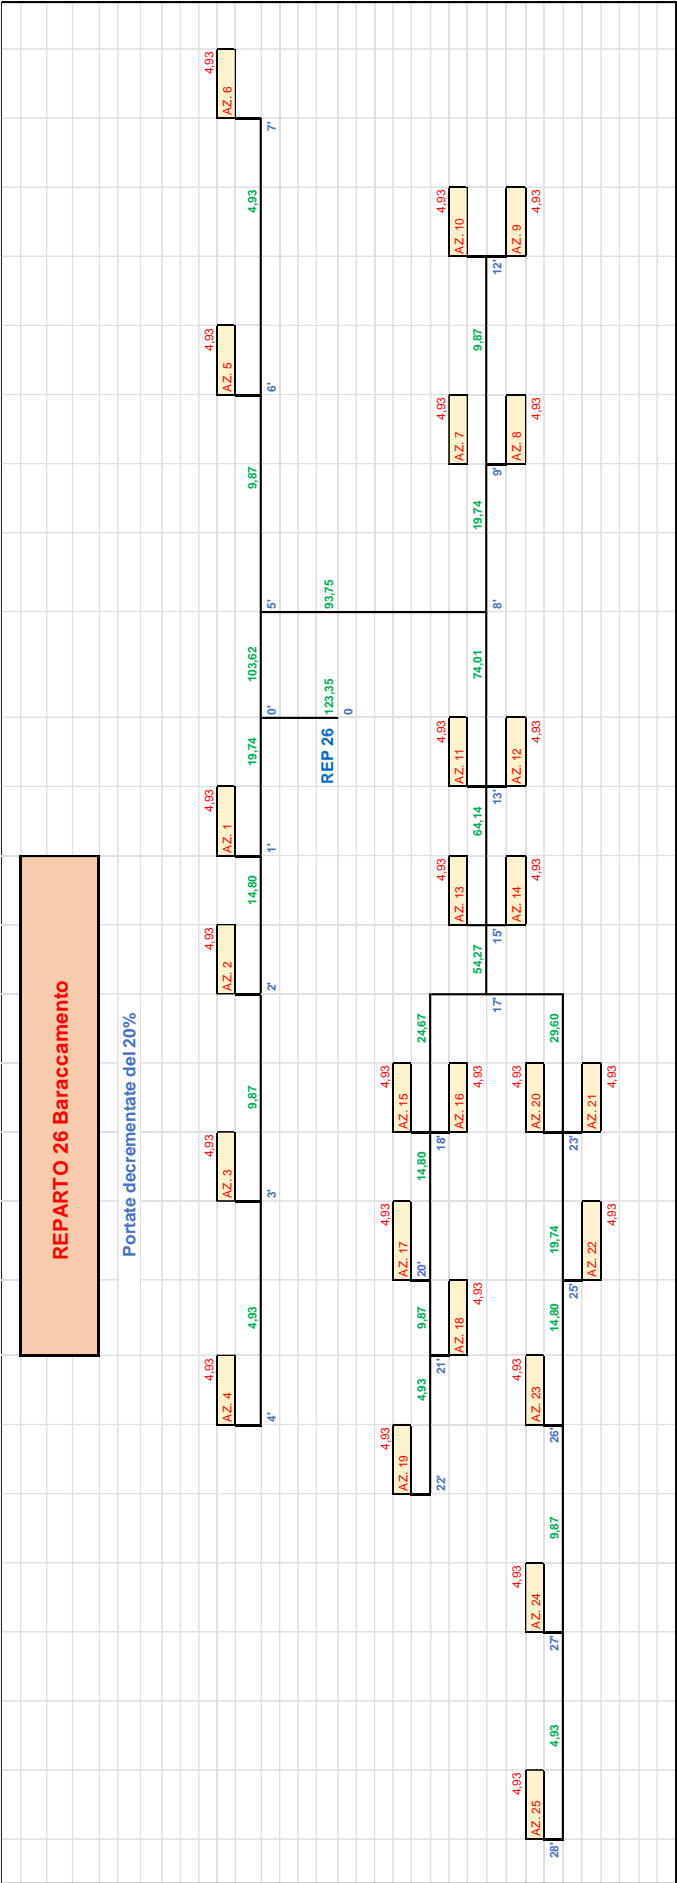 REPARTO 26 Baraccamento
Portate decrementate del 20%
4,93
AZ. 4
4'
4,93
4,93
AZ. 3
3'
9,87
4,93
AZ. 2
2'
14,80
4,93
AZ. 1
1'
19,74
0'
103,62
5'
9,87
4,93
AZ. 5
6'
4,93
4,93
AZ. 6
7'
REP 26
123,35
0
93,75
8'
19,74
4,93
AZ. 7
9'
AZ. 8
4,93
9,87
4,93
AZ. 10
12'
AZ. 9
4,93
74,01
4,93
AZ. 11
13'
AZ. 12
4,93
64,14
4,93
AZ. 13
15'
AZ. 14
4,93
54,27
17'
24,67
4,93
AZ. 15
18'
AZ. 16
4,93
14,80
4,93
AZ. 17
20'
9,87
21'
AZ. 18
4,93
4,93
4,93
AZ. 19
22'
29,60
4,93
AZ. 20
23'
AZ. 21
4,93
19,74
25'
AZ. 22
4,93
14,80
4,93
AZ. 23
26'
9,87
4,93
AZ. 24
27'
4,93
4,93
AZ. 25
28'